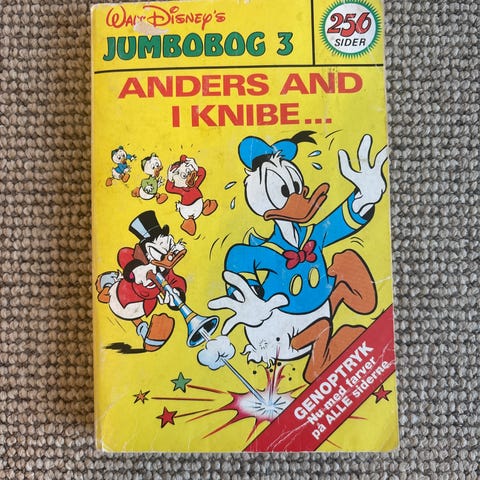 WALT DISNEY'S
JUMBOBOG 3
256
SIDER
ANDERS AND
I KNIBE...
GENOPTRYK
Nu med farver
på ALLE siderne